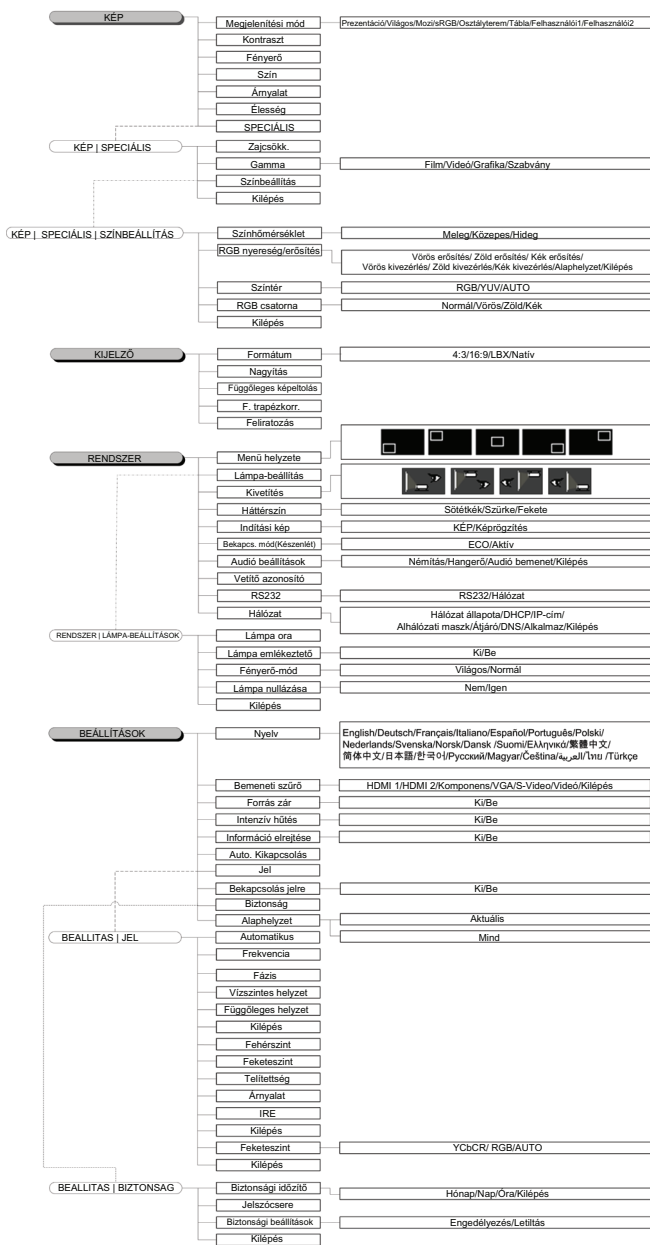 KÉP
Megjelenítési mód
Prezentáció/Világos/Mozi/sRGB/Osztályterem/Tábla/Felhasználói1/Felhasználói2
Kontraszt
Fényerő
Szín
Árnyalat
Élesség
SPECIÁLIS
KÉP | SPECIÁLIS
Zajcsökk.
Gamma
Film/Videó/Grafika/Szabvány
Színbeállítás
Kilépés
KÉP | SPECIÁLIS | SZÍNBEÁLLÍTÁS
Színhőmérséklet
Meleg/Közepes/Hideg
RGB nyereség/erősítés
Vörös erősítés/ Zöld erősítés/ Kék erősítés/
Vörös kivezérlés/ Zöld kivezérlés/Kék kivezérlés/Alaphelyzet/Kilépés
Színtér
RGB/YUV/AUTO
RGB csatorna
Normál/Vörös/Zöld/Kék
Kilépés
KIJELZŐ
Formátum
4:3/16:9/LBX/Natív
Nagyítás
Függőleges képeltolás
F. trapézkorr.
Feliratozás
RENDSZER
Menü helyzete
Lámpa-beállítás
Kivetítés
Háttérszín
Sötétkék/Szürke/Fekete
Indítási kép
KÉP/Képrögzítés
Bekapcs. mód(Készenlét)
ECO/Aktív
Audió beállítások
Némítás/Hangerő/Audió bemenet/Kilépés
Vetítő azonosító
RS232
RS232/Hálózat
Hálózat
Hálózat állapota/DHCP/IP-cím/
Alhálózati maszk/Átjáró/DNS/Alkalmaz/Kilépés
RENDSZER | LÁMPA-BEÁLLÍTÁSOK
Lámpa ora
Lámpa emlékeztető
Ki/Be
Fényerő-mód
Világos/Normál
Lámpa nullázása
Nem/Igen
Kilépés
BEÁLLÍTÁSOK
Nyelv
English/Deutsch/Français/Italiano/Español/Português/Polski/
Nederlands/Svenska/Norsk/Dansk /Suomi/Ελληνικά/繁體中文/
简体中文/日本語/한국어/Русский/Magyar/Čeština/العربية/ไทย /Türkçe
Bemeneti szűrő
HDMI 1/HDMI 2/Komponens/VGA/S-Video/Videó/Kilépés
Forrás zár
Ki/Be
Intenzív hűtés
Ki/Be
Információ elrejtése
Ki/Be
Auto. Kikapcsolás
Jel
Bekapcsolás jelre
Ki/Be
Biztonság
Alaphelyzet
Aktuális
Mind
BEALLITAS | JEL
Automatikus
Frekvencia
Fázis
Vízszintes helyzet
Függőleges helyzet
Kilépés
Fehérszint
Feketeszint
Telítettség
Árnyalat
IRE
Kilépés
Feketeszint
YCbCR/ RGB/AUTO
Kilépés
BEALLITAS | BIZTONSAG
Biztonsági időzítő
Hónap/Nap/Óra/Kilépés
Jelszócsere
Biztonsági beállítások
Engedélyezés/Letiltás
Kilépés